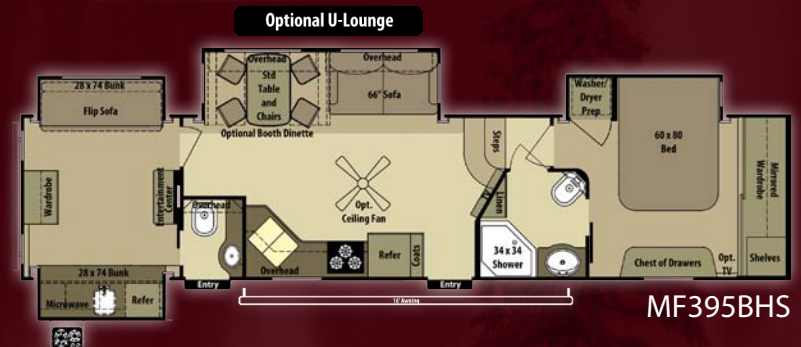 Optional U-Lounge
28 x 74 Bunk
Flip Sofa
Wardrobe
Entertainment
Center
28 x 74 Bunk
Microwave
Refer
Overhead
Std
Table
and
Chairs
Optional Booth Dinette
Overhead
66" Sofa
Overhead
Entry
Overhead
Opt.
Ceiling Fan
Refer
Coats
Entry
16' Awning
Steps
Linen
34 x 34
Shower
Washer/
Dryer
Prep
60 x 80
Bed
Mirrored
Wardrobe
Chest of Drawers
Opt.
TV
Shelves
MF395BHS